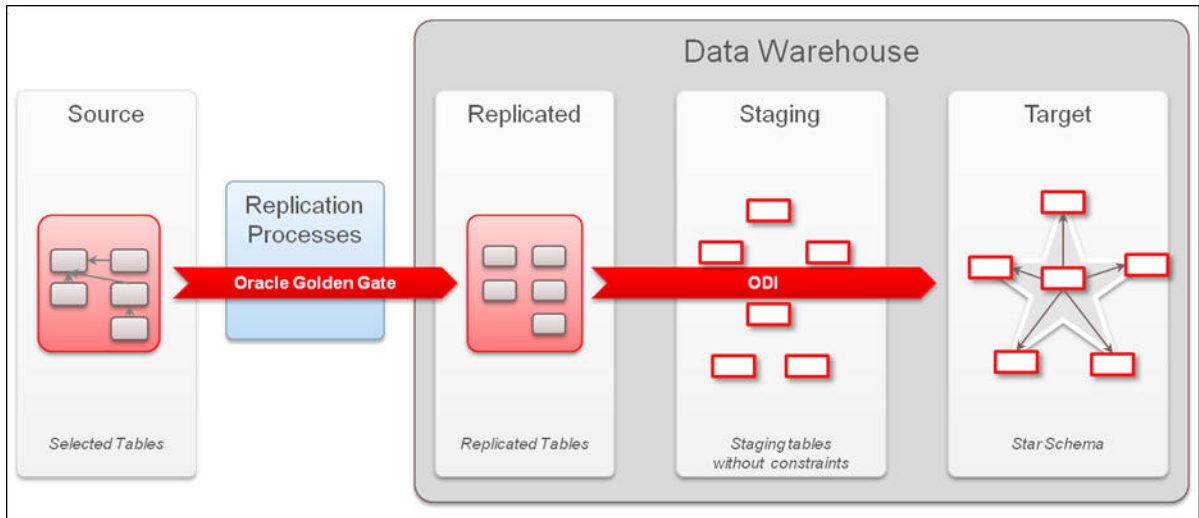 Data Warehouse
Source
Replicated
Staging
Target
Replication
Processes
Oracle Golden Gate
ODI
Selected Tables
Replicated Tables
Staging tables
without constraints
Star Schema